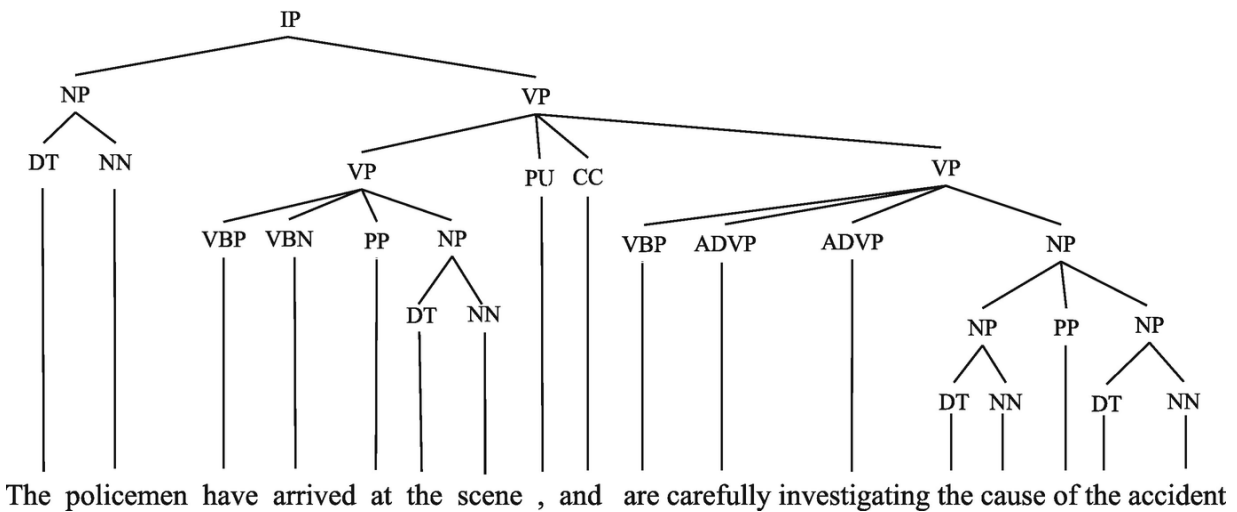 IP
NP VP
DT NN VP PU CC VP
VBP VBN PP NP VBP ADVP ADVP NP
DT NN NP PP NP
DT NN DT NN
The policemen have arrived at the scene , and are carefully investigating the cause of the accident